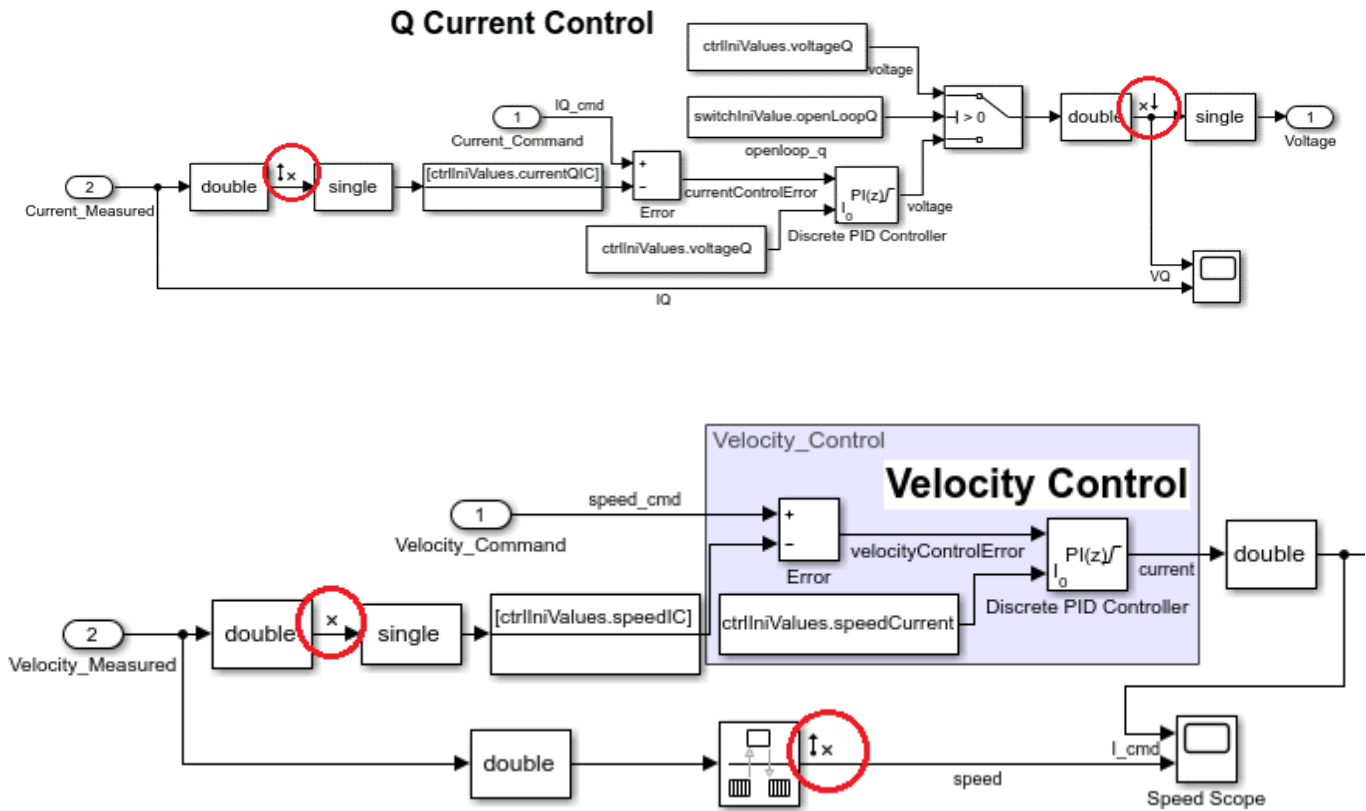 Q Current Control
ctrlIniValues.voltageQ
voltage
IQ_cmd
1
Current_Command
switchIniValue.openLoopQ
> 0
double
single
1
Voltage
openloop_q
2
Current_Measured
double
single
[ctrlIniValues.currentQIC]
+
−
Error
currentControlError
PI(z)
I_0
voltage
Discrete PID Controller
ctrlIniValues.voltageQ
VQ
IQ
Velocity_Control
Velocity Control
speed_cmd
1
Velocity_Command
+
−
Error
velocityControlError
PI(z)
I_0
current
double
Discrete PID Controller
2
Velocity_Measured
double
single
[ctrlIniValues.speedIC]
ctrlIniValues.speedCurrent
double
speed
I_cmd
Speed Scope